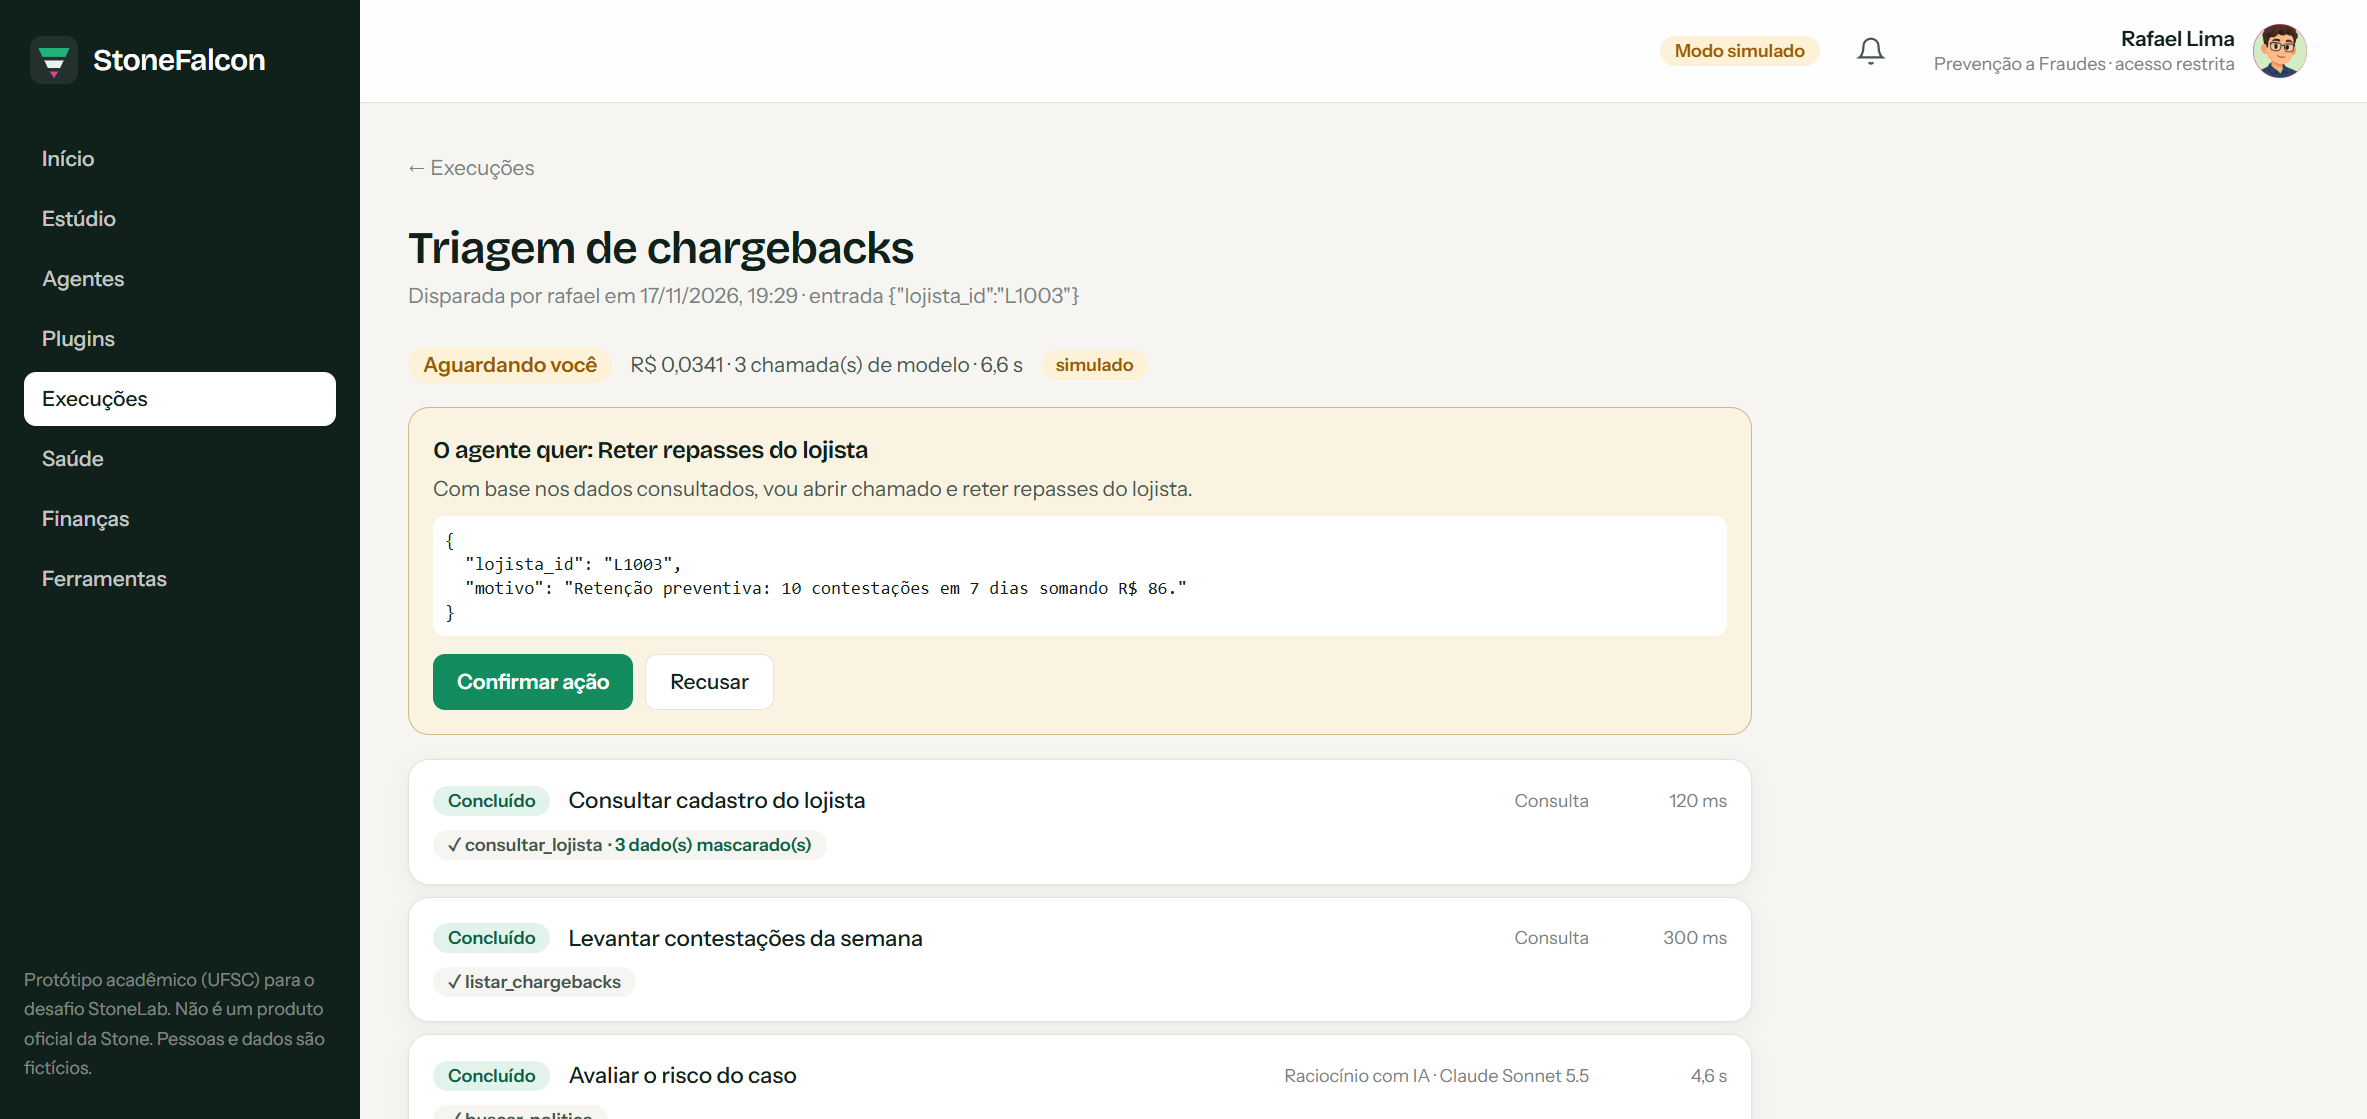 StoneFalcon
Início
Estúdio
Agentes
Plugins
Execuções
Saúde
Finanças
Ferramentas
Protótipo acadêmico (UFSC) para o
desafio StoneLab. Não é um produto
oficial da Stone. Pessoas e dados são
fictícios.
Modo simulado
Rafael Lima
Prevenção a Fraudes · acesso restrita
← Execuções
Triagem de chargebacks
Disparada por rafael em 17/11/2026, 19:29 · entrada {"lojista_id":"L1003"}
Aguardando você R$ 0,0341 · 3 chamada(s) de modelo · 6,6 s simulado
O agente quer: Reter repasses do lojista
Com base nos dados consultados, vou abrir chamado e reter repasses do lojista.
{
"lojista_id": "L1003",
"motivo": "Retenção preventiva: 10 contestações em 7 dias somando R$ 86."
}
Confirmar ação Recusar
Concluído Consultar cadastro do lojista Consulta 120 ms
✓ consultar_lojista · 3 dado(s) mascarado(s)
Concluído Levantar contestações da semana Consulta 300 ms
✓ listar_chargebacks
Concluído Avaliar o risco do caso Raciocínio com IA · Claude Sonnet 5.5 4,6 s